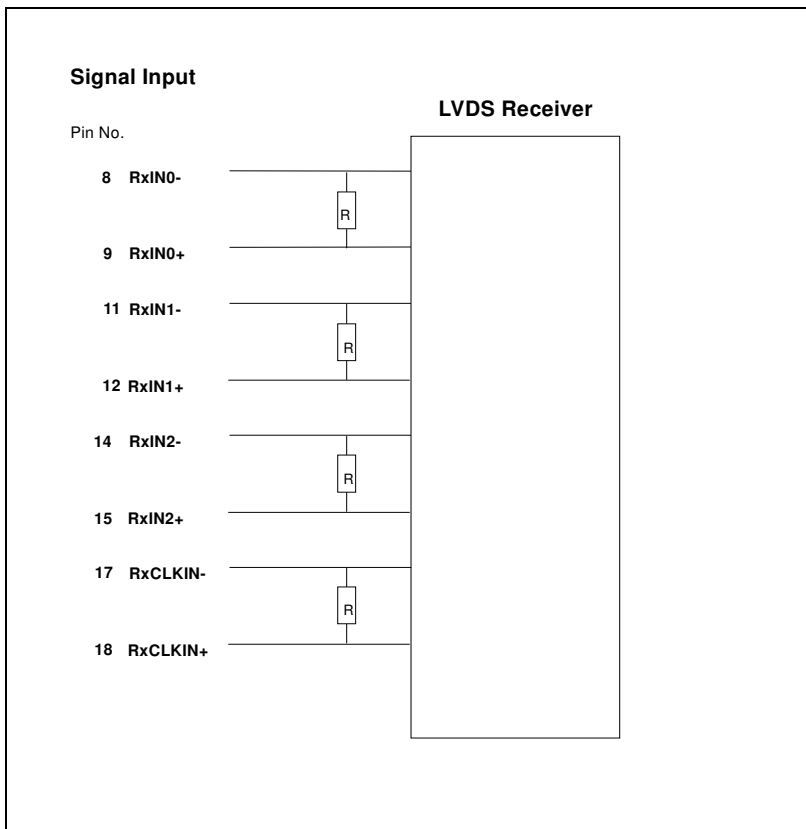 Signal Input
LVDS Receiver
Pin No.
8 RxIN0-
R
9 RxIN0+
11 RxIN1-
R
12 RxIN1+
14 RxIN2-
R
15 RxIN2+
17 RxCLKIN-
R
18 RxCLKIN+